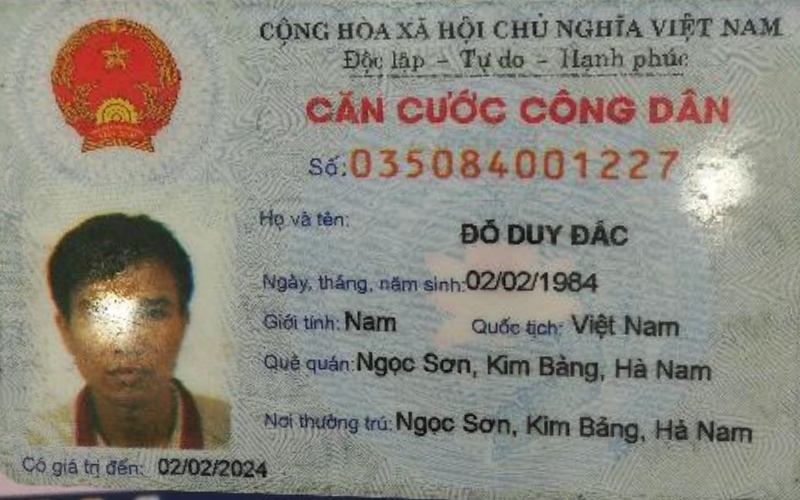 CỘNG HÒA XÃ HỘI CHỦ NGHĨA VIỆT NAM
Độc lập - Tự do - Hạnh phúc
CĂN CƯỚC CÔNG DÂN
Số: 035084001227
Họ và tên:
ĐỖ DUY ĐẮC
Ngày, tháng, năm sinh: 02/02/1984
Giới tính: Nam Quốc tịch: Việt Nam
Quê quán: Ngọc Sơn, Kim Bảng, Hà Nam
Nơi thường trú: Ngọc Sơn, Kim Bảng, Hà Nam
Có giá trị đến: 02/02/2024